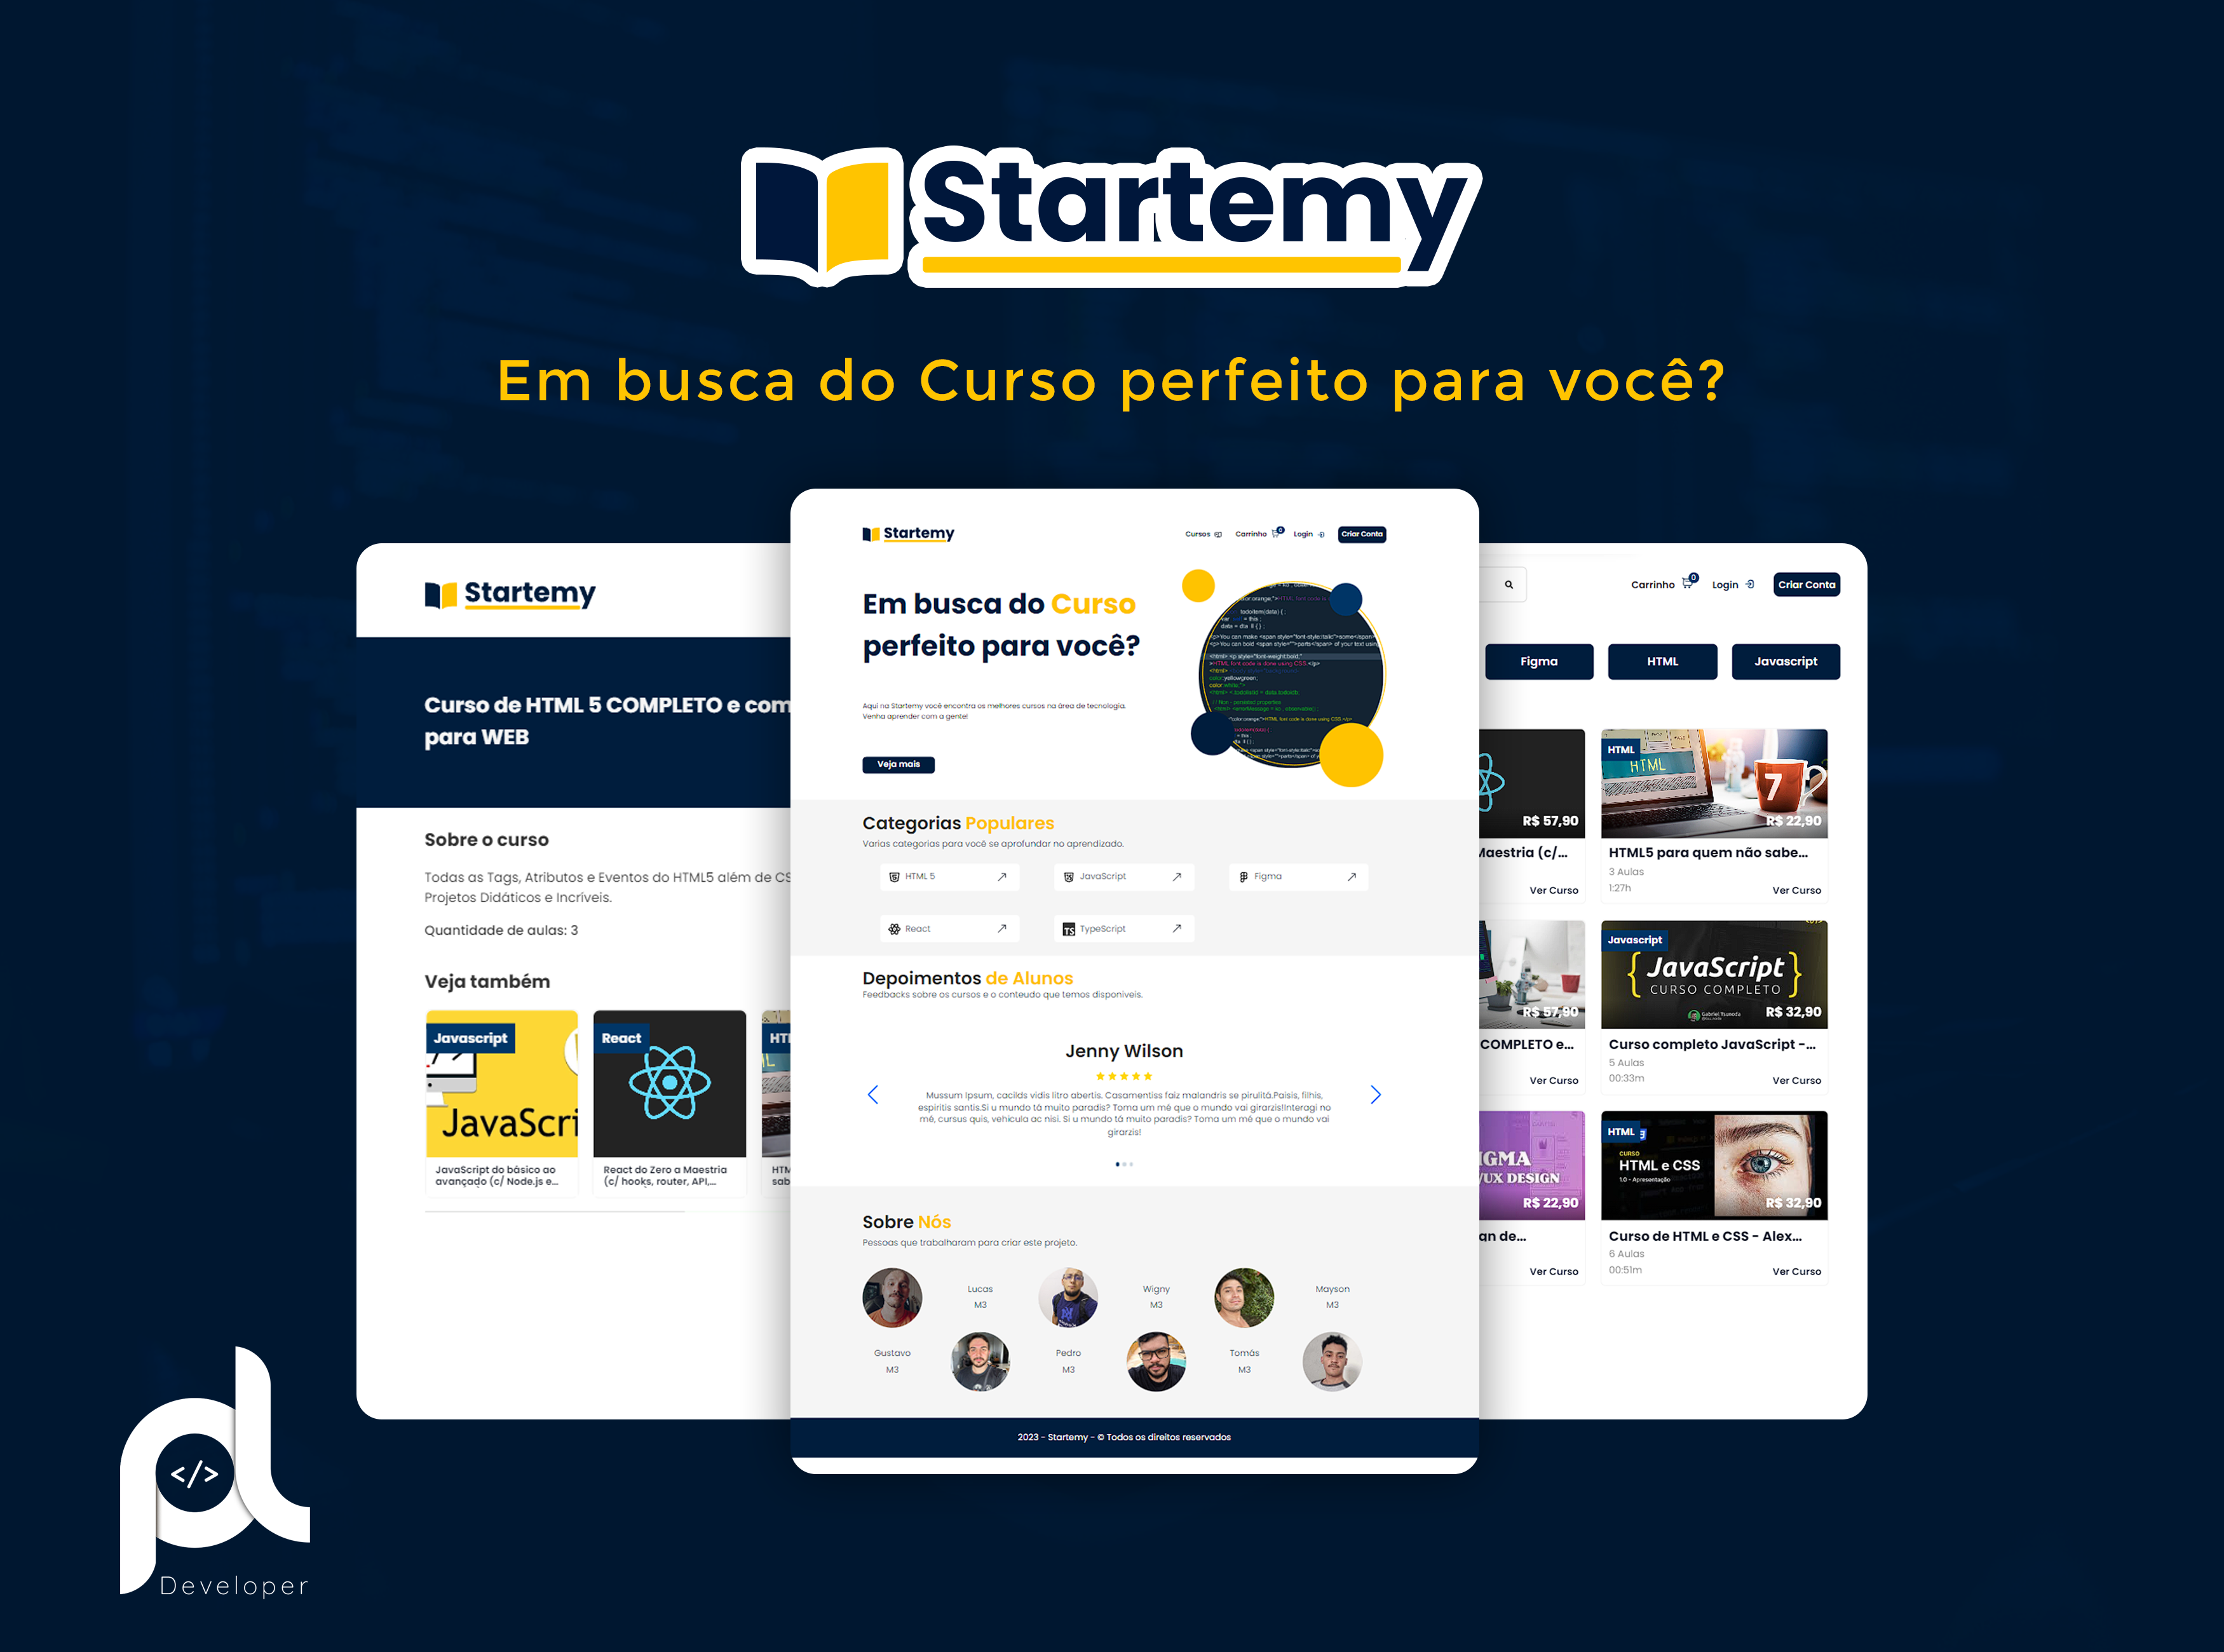 Startemy
Em busca do Curso perfeito para você?
Startemy
Curso de HTML 5 COMPLETO e com
para WEB
Sobre o curso
Todas as Tags, Atributos e Eventos do HTML5 além de CS
Projetos Didáticos e Incríveis.
Quantidade de aulas: 3
Veja também
Javascript
JavaScri
JavaScript do básico ao
avançado (c/ Node.js e...
React
React do Zero a Maestria
(c/ hooks, router, API,...
HTM
sab
Startemy
Cursos
Carrinho 0
Login
Criar Conta
Em busca do Curso
perfeito para você?
Aqui na Startemy você encontra os melhores cursos na área de tecnologia.
Venha aprender com a gente!
Veja mais
Categorias Populares
Varias categorias para você se aprofundar no aprendizado.
HTML 5
JavaScript
Figma
React
TS TypeScript
Depoimentos de Alunos
Feedbacks sobre os cursos e o conteudo que temos disponiveis.
Jenny Wilson
Mussum Ipsum, cacilds vidis litro abertis. Casamentiss faiz malandris se pirulitá.Paisis, filhis,
espiritis santis.Si u mundo tá muito paradis? Toma um mé que o mundo vai girarzis!Interagi no
mé, cursus quis, vehicula ac nisi. Si u mundo tá muito paradis? Toma um mé que o mundo vai
girarzis!
Sobre Nós
Pessoas que trabalharam para criar este projeto.
Lucas
M3
Wigny
M3
Mayson
M3
Gustavo
M3
Pedro
M3
Tomás
M3
2023 - Startemy - © Todos os direitos reservados
Carrinho 0
Login
Criar Conta
Figma
HTML
Javascript
R$ 57,90
Maestria (c/...
Ver Curso
HTML
HTML
7
R$ 22,90
HTML5 para quem não sabe...
3 Aulas
1:27h
Ver Curso
R$ 57,90
COMPLETO e...
Ver Curso
Javascript
{JavaScript}
CURSO COMPLETO
Gabriel Tsunoda
R$ 32,90
Curso completo JavaScript -...
5 Aulas
00:33m
Ver Curso
IGMA
/UX DESIGN
R$ 22,90
an de...
Ver Curso
HTML
CURSO
HTML e CSS
1.0 - Apresentação
R$ 32,90
Curso de HTML e CSS - Alex...
6 Aulas
00:51m
Ver Curso
</>
Developer